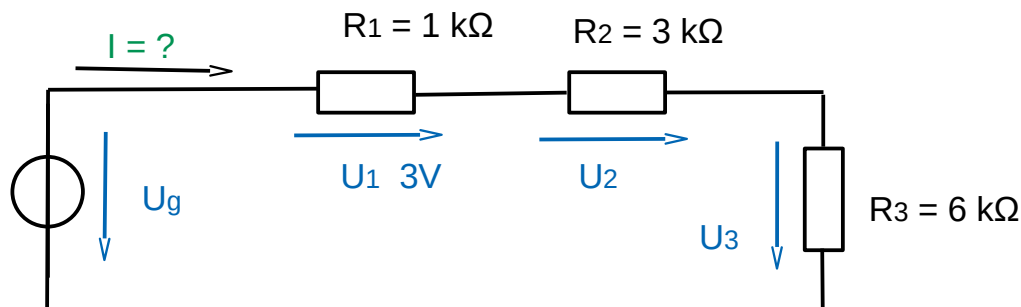 I = ?
R1 = 1 kΩ
R2 = 3 kΩ
Ug
U1 3V
U2
U3
R3 = 6 kΩ